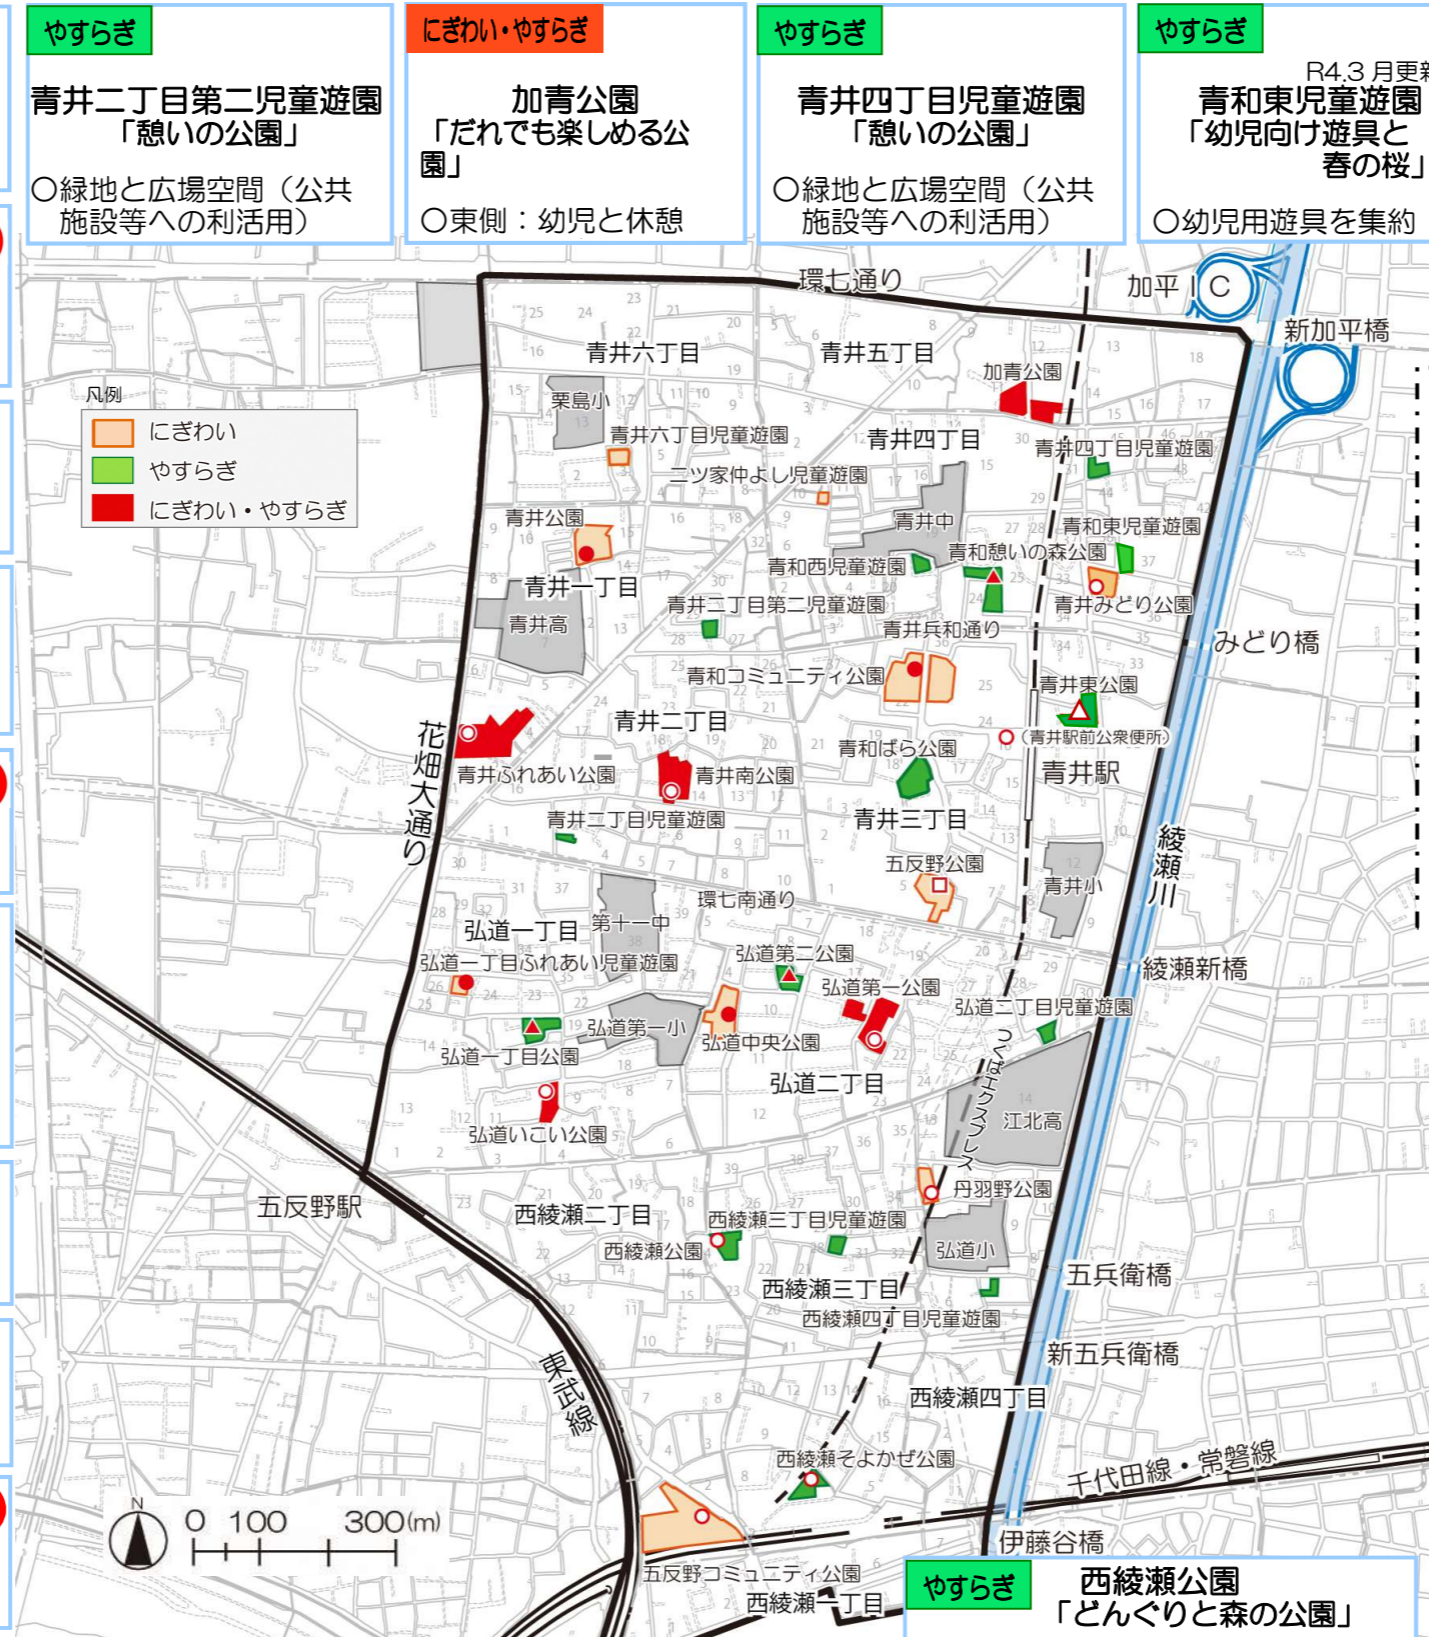 やすらぎ
青井二丁目第二児童遊園
「憩いの公園」
○緑地と広場空間（公共
施設等への利活用）
にぎわい・やすらぎ
加青公園
「だれでも楽しめる公
園」
○東側：幼児と休憩
やすらぎ
青井四丁目児童遊園
「憩いの公園」
○緑地と広場空間（公共
施設等への利活用）
やすらぎ
R4.3 月更新
青和東児童遊園
「幼児向け遊具と
春の桜」
○幼児用遊具を集約
環七通り
加平ＩＣ
新加平橋
青井六丁目
青井五丁目
加青公園
凡例
にぎわい
やすらぎ
にぎわい・やすらぎ
栗島小
青井六丁目児童遊園
青井四丁目
青井四丁目児童遊園
二ツ家仲よし児童遊園
青井公園
青井中
青和東児童遊園
青和憩いの森公園
青和西児童遊園
青井一丁目
青井みどり公園
青井二丁目第二児童遊園
青井高
青井兵和通り
みどり橋
青和コミュニティ公園
青井東公園
花畑大通り
青井二丁目
（青井駅前公衆便所）
青和ばら公園
青井駅
青井ふれあい公園
青井南公園
青井二丁目児童遊園
青井三丁目
綾瀬川
五反野公園
青井小
環七南通り
弘道一丁目
第十一中
弘道一丁目ふれあい児童遊園
弘道第二公園
綾瀬新橋
弘道第一公園
弘道二丁目児童遊園
弘道第一小
弘道中央公園
弘道一丁目公園
つくばエクスプレス
弘道二丁目
江北高
弘道いこい公園
五反野駅
丹羽野公園
西綾瀬二丁目
西綾瀬三丁目児童遊園
西綾瀬公園
弘道小
五兵衛橋
西綾瀬三丁目
西綾瀬四丁目児童遊園
新五兵衛橋
東武線
西綾瀬四丁目
西綾瀬そよかぜ公園
千代田線・常磐線
N
0 100 300(m)
伊藤谷橋
五反野コミュニティ公園
西綾瀬一丁目
やすらぎ
西綾瀬公園
「どんぐりと森の公園」